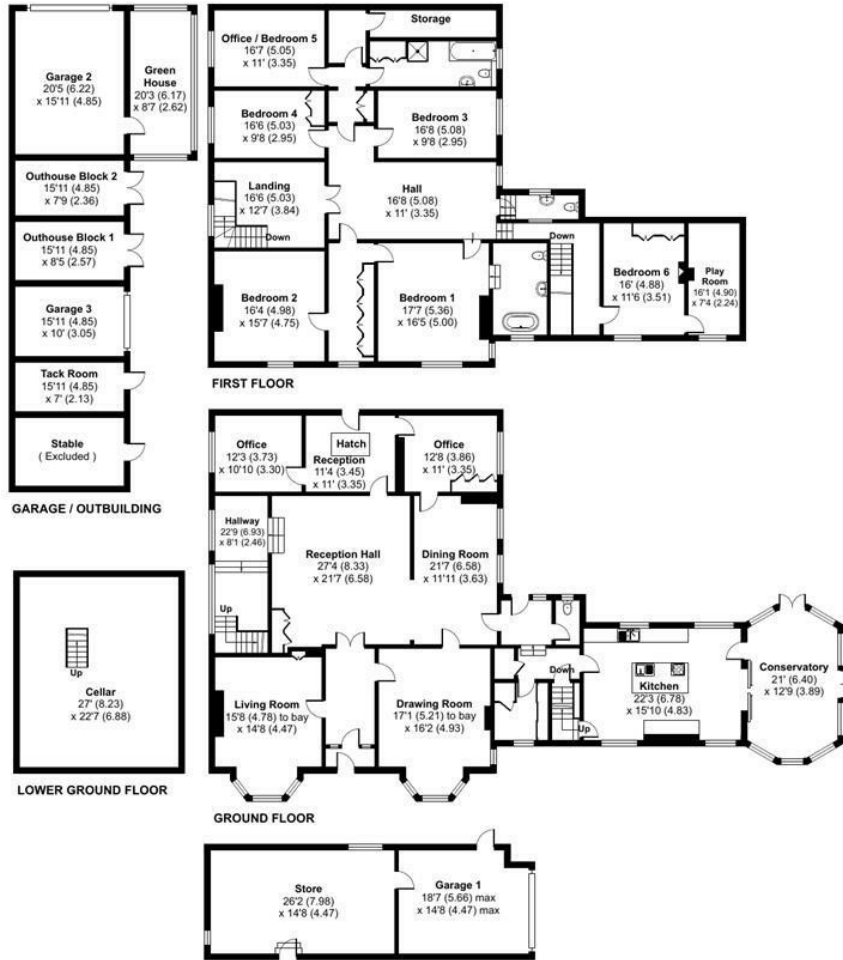 Garage 2
20'5 (6.22)
x 15'11 (4.85)
Green
House
20'3 (6.17)
x 8'7 (2.62)
Outhouse Block 2
15'11 (4.85)
x 7'9 (2.36)
Outhouse Block 1
15'11 (4.85)
x 8'5 (2.57)
Garage 3
15'11 (4.85)
x 10' (3.05)
Tack Room
15'11 (4.85)
x 7' (2.13)
Stable
( Excluded )
GARAGE / OUTBUILDING
Office / Bedroom 5
16'7 (5.05)
x 11' (3.35)
Storage
Bedroom 4
16'6 (5.03)
x 9'8 (2.95)
Bedroom 3
16'8 (5.08)
x 9'8 (2.95)
Landing
16'6 (5.03)
x 12'7 (3.84)
Down
Hall
16'8 (5.08)
x 11' (3.35)
Down
Bedroom 2
16'4 (4.98)
x 15'7 (4.75)
Bedroom 1
17'7 (5.36)
x 16'5 (5.00)
Bedroom 6
16' (4.88)
x 11'6 (3.51)
Play
Room
16'1 (4.90)
x 7'4 (2.24)
FIRST FLOOR
Office
12'3 (3.73)
x 10'10 (3.30)
Hatch
Reception
11'4 (3.45)
x 11' (3.35)
Office
12'8 (3.86)
x 11' (3.35)
Hallway
22'9 (6.93)
x 8'1 (2.46)
Up
Reception Hall
27'4 (8.33)
x 21'7 (6.58)
Dining Room
21'7 (6.58)
x 11'11 (3.63)
Living Room
15'8 (4.78) to bay
x 14'8 (4.47)
Drawing Room
17'1 (5.21) to bay
x 16'2 (4.93)
Down
Up
Kitchen
22'3 (6.78)
x 15'10 (4.83)
Conservatory
21' (6.40)
x 12'9 (3.89)
GROUND FLOOR
Up
Cellar
27' (8.23)
x 22'7 (6.88)
LOWER GROUND FLOOR
Store
26'2 (7.98)
x 14'8 (4.47)
Garage 1
18'7 (5.66) max
x 14'8 (4.47) max